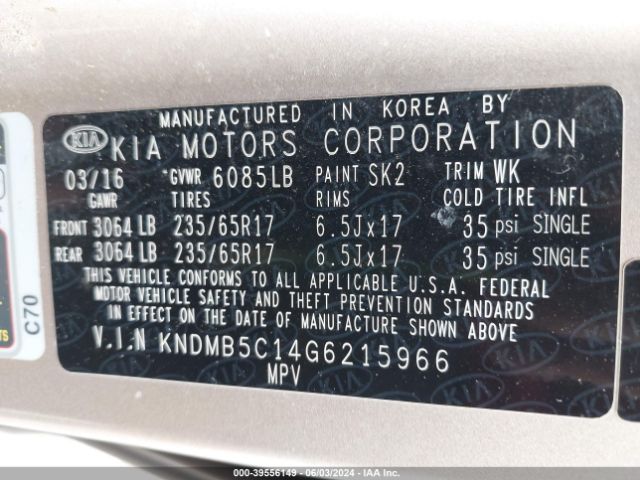 MANUFACTURED IN KOREA BY
KIA KIA MOTORS CORPORATION
03/16 *GVWR 6085LB PAINT SK2 TRIM WK
GAWR TIRES RIMS COLD TIRE INFL
FRONT 3064 LB 235/65R17 6.5Jx17 35 psi SINGLE
REAR 3064 LB 235/65R17 6.5Jx17 35 psi SINGLE
THIS VEHICLE CONFORMS TO ALL APPLICABLE U.S.A. FEDERAL
MOTOR VEHICLE SAFETY AND THEFT PREVENTION STANDARDS
IN EFFECT ON THE DATE OF MANUFACTURE SHOWN ABOVE
V.I.N KNDMB5C14G6215966
MPV
C70
000-39556149 - 06/03/2024 - IAA Inc.